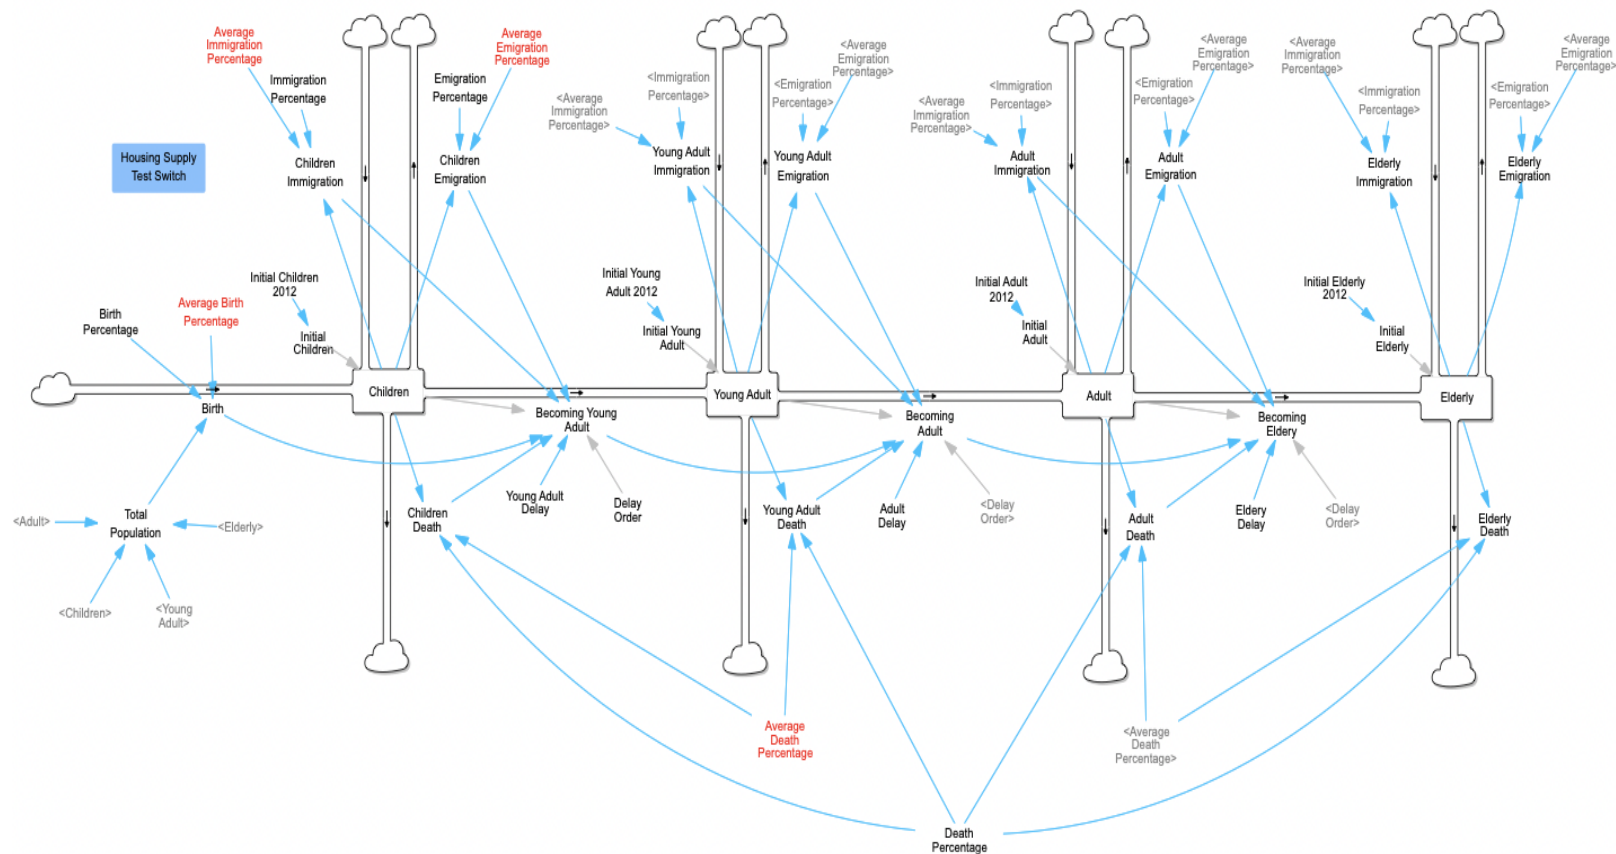 Average
Immigration
Percentage
Immigration
Percentage
Average
Emigration
Percentage
Emigration
Percentage
<Average
Immigration
Percentage>
<Immigration
Percentage>
<Emigration
Percentage>
<Average
Emigration
Percentage>
<Average
Immigration
Percentage>
<Immigration
Percentage>
<Emigration
Percentage>
<Average
Emigration
Percentage>
<Average
Immigration
Percentage>
<Immigration
Percentage>
<Emigration
Percentage>
<Average
Emigration
Percentage>
Housing Supply
Test Switch
Children
Immigration
Children
Emigration
Young Adult
Immigration
Young Adult
Emigration
Adult
Immigration
Adult
Emigration
Elderly
Immigration
Elderly
Emigration
Birth
Percentage
Average Birth
Percentage
Initial Children
2012
Initial
Children
Initial Young
Adult 2012
Initial Young
Adult
Initial Adult
2012
Initial
Adult
Initial Elderly
2012
Initial
Elderly
Birth
Children
Becoming Young
Adult
Young Adult
Becoming
Adult
Adult
Becoming
Eldery
Elderly
<Adult>
Total
Population
<Elderly>
<Children>
<Young
Adult>
Children
Death
Young Adult
Delay
Delay
Order
Young Adult
Death
Adult
Delay
<Delay
Order>
Adult
Death
Eldery
Delay
<Delay
Order>
Elderly
Death
Average
Death
Percentage
<Average
Death
Percentage>
Death
Percentage